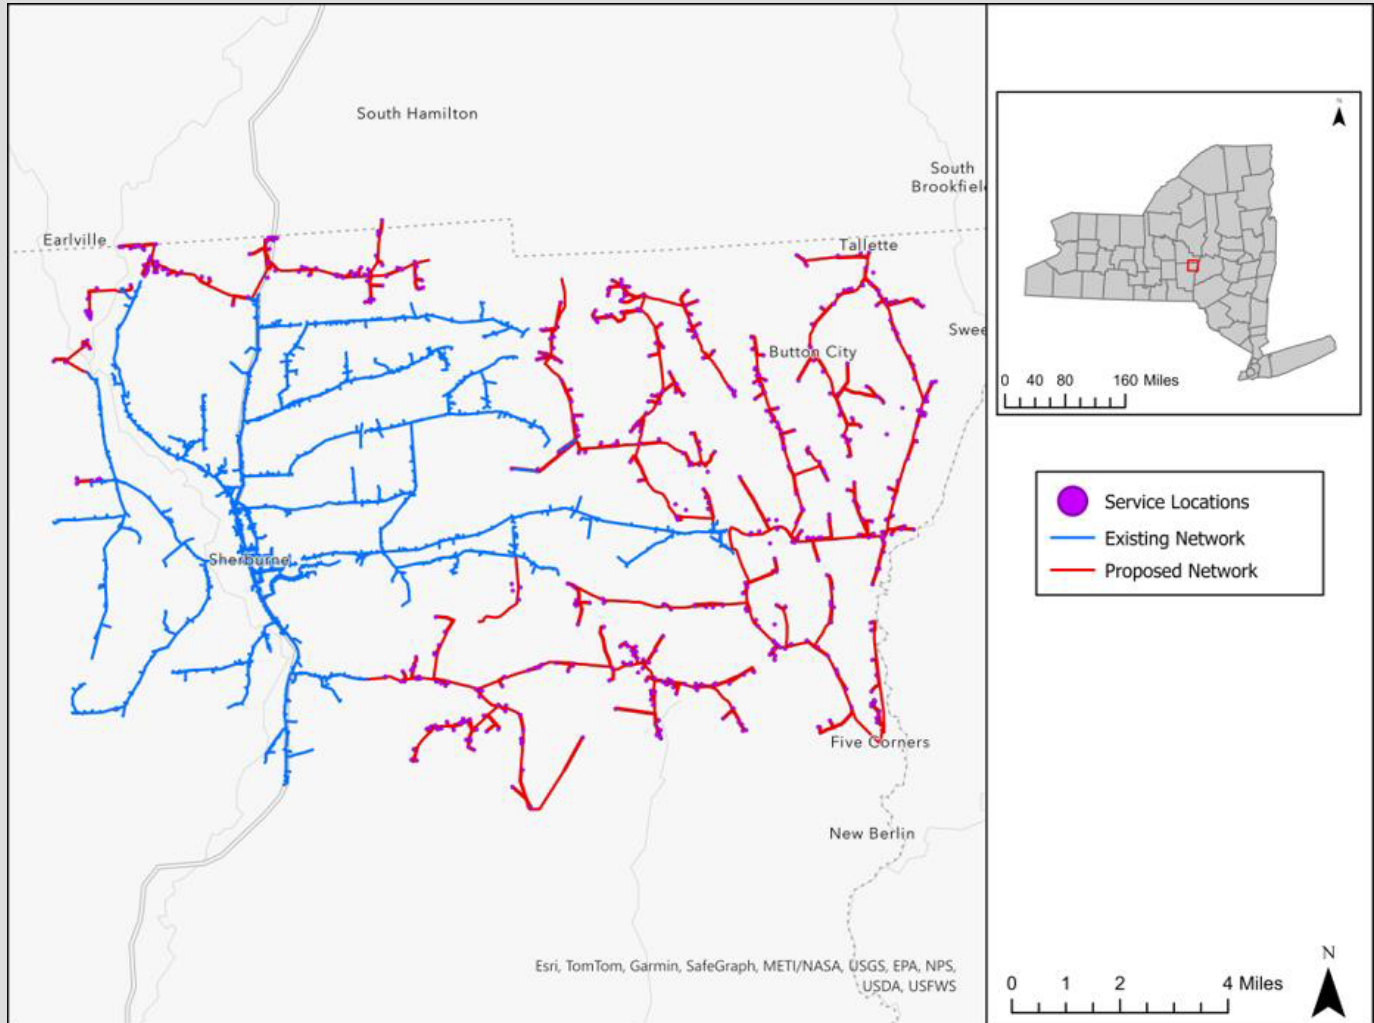 South Hamilton
South
Brookfiel
Earlville
Tallette
Swee
Button City
Sherburne
Five Corners
New Berlin
Esri, TomTom, Garmin, SafeGraph, METI/NASA, USGS, EPA, NPS,
USDA, USFWS
N
0 40 80 160 Miles
Service Locations
Existing Network
Proposed Network
N
0 1 2 4 Miles